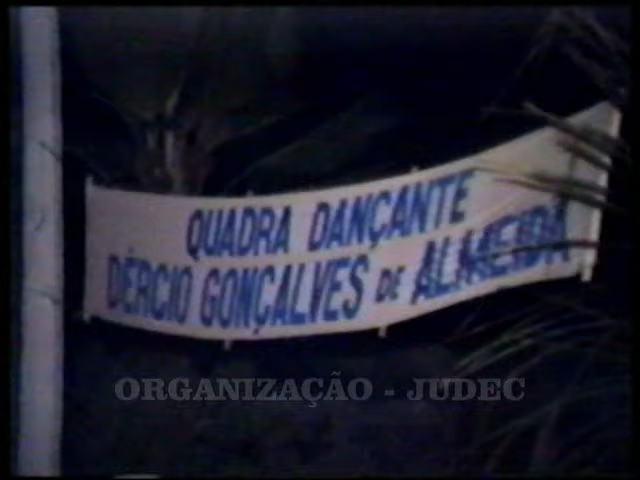 QUADRA DANÇANTE
DÉRCIO GONÇALVES DE ALMEIDA
ORGANIZAÇÃO - JUDEC